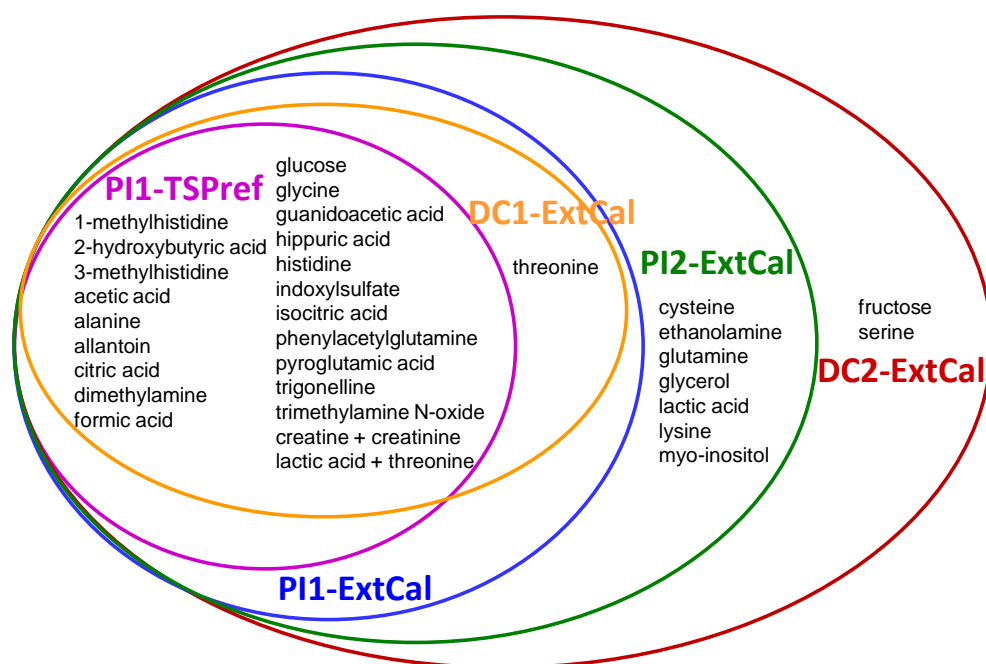 PI1-TSPref
1-methylhistidine
2-hydroxybutyric acid
3-methylhistidine
acetic acid
alanine
allantoin
citric acid
dimethylamine
formic acid
glucose
glycine
guanidoacetic acid
hippuric acid
histidine
indoxylsulfate
isocitric acid
phenylacetylglutamine
pyroglutamic acid
trigonelline
trimethylamine N-oxide
creatine + creatinine
lactic acid + threonine
DC1-ExtCal
threonine
PI2-ExtCal
cysteine
ethanolamine
glutamine
glycerol
lactic acid
lysine
myo-inositol
fructose
serine
DC2-ExtCal
PI1-ExtCal